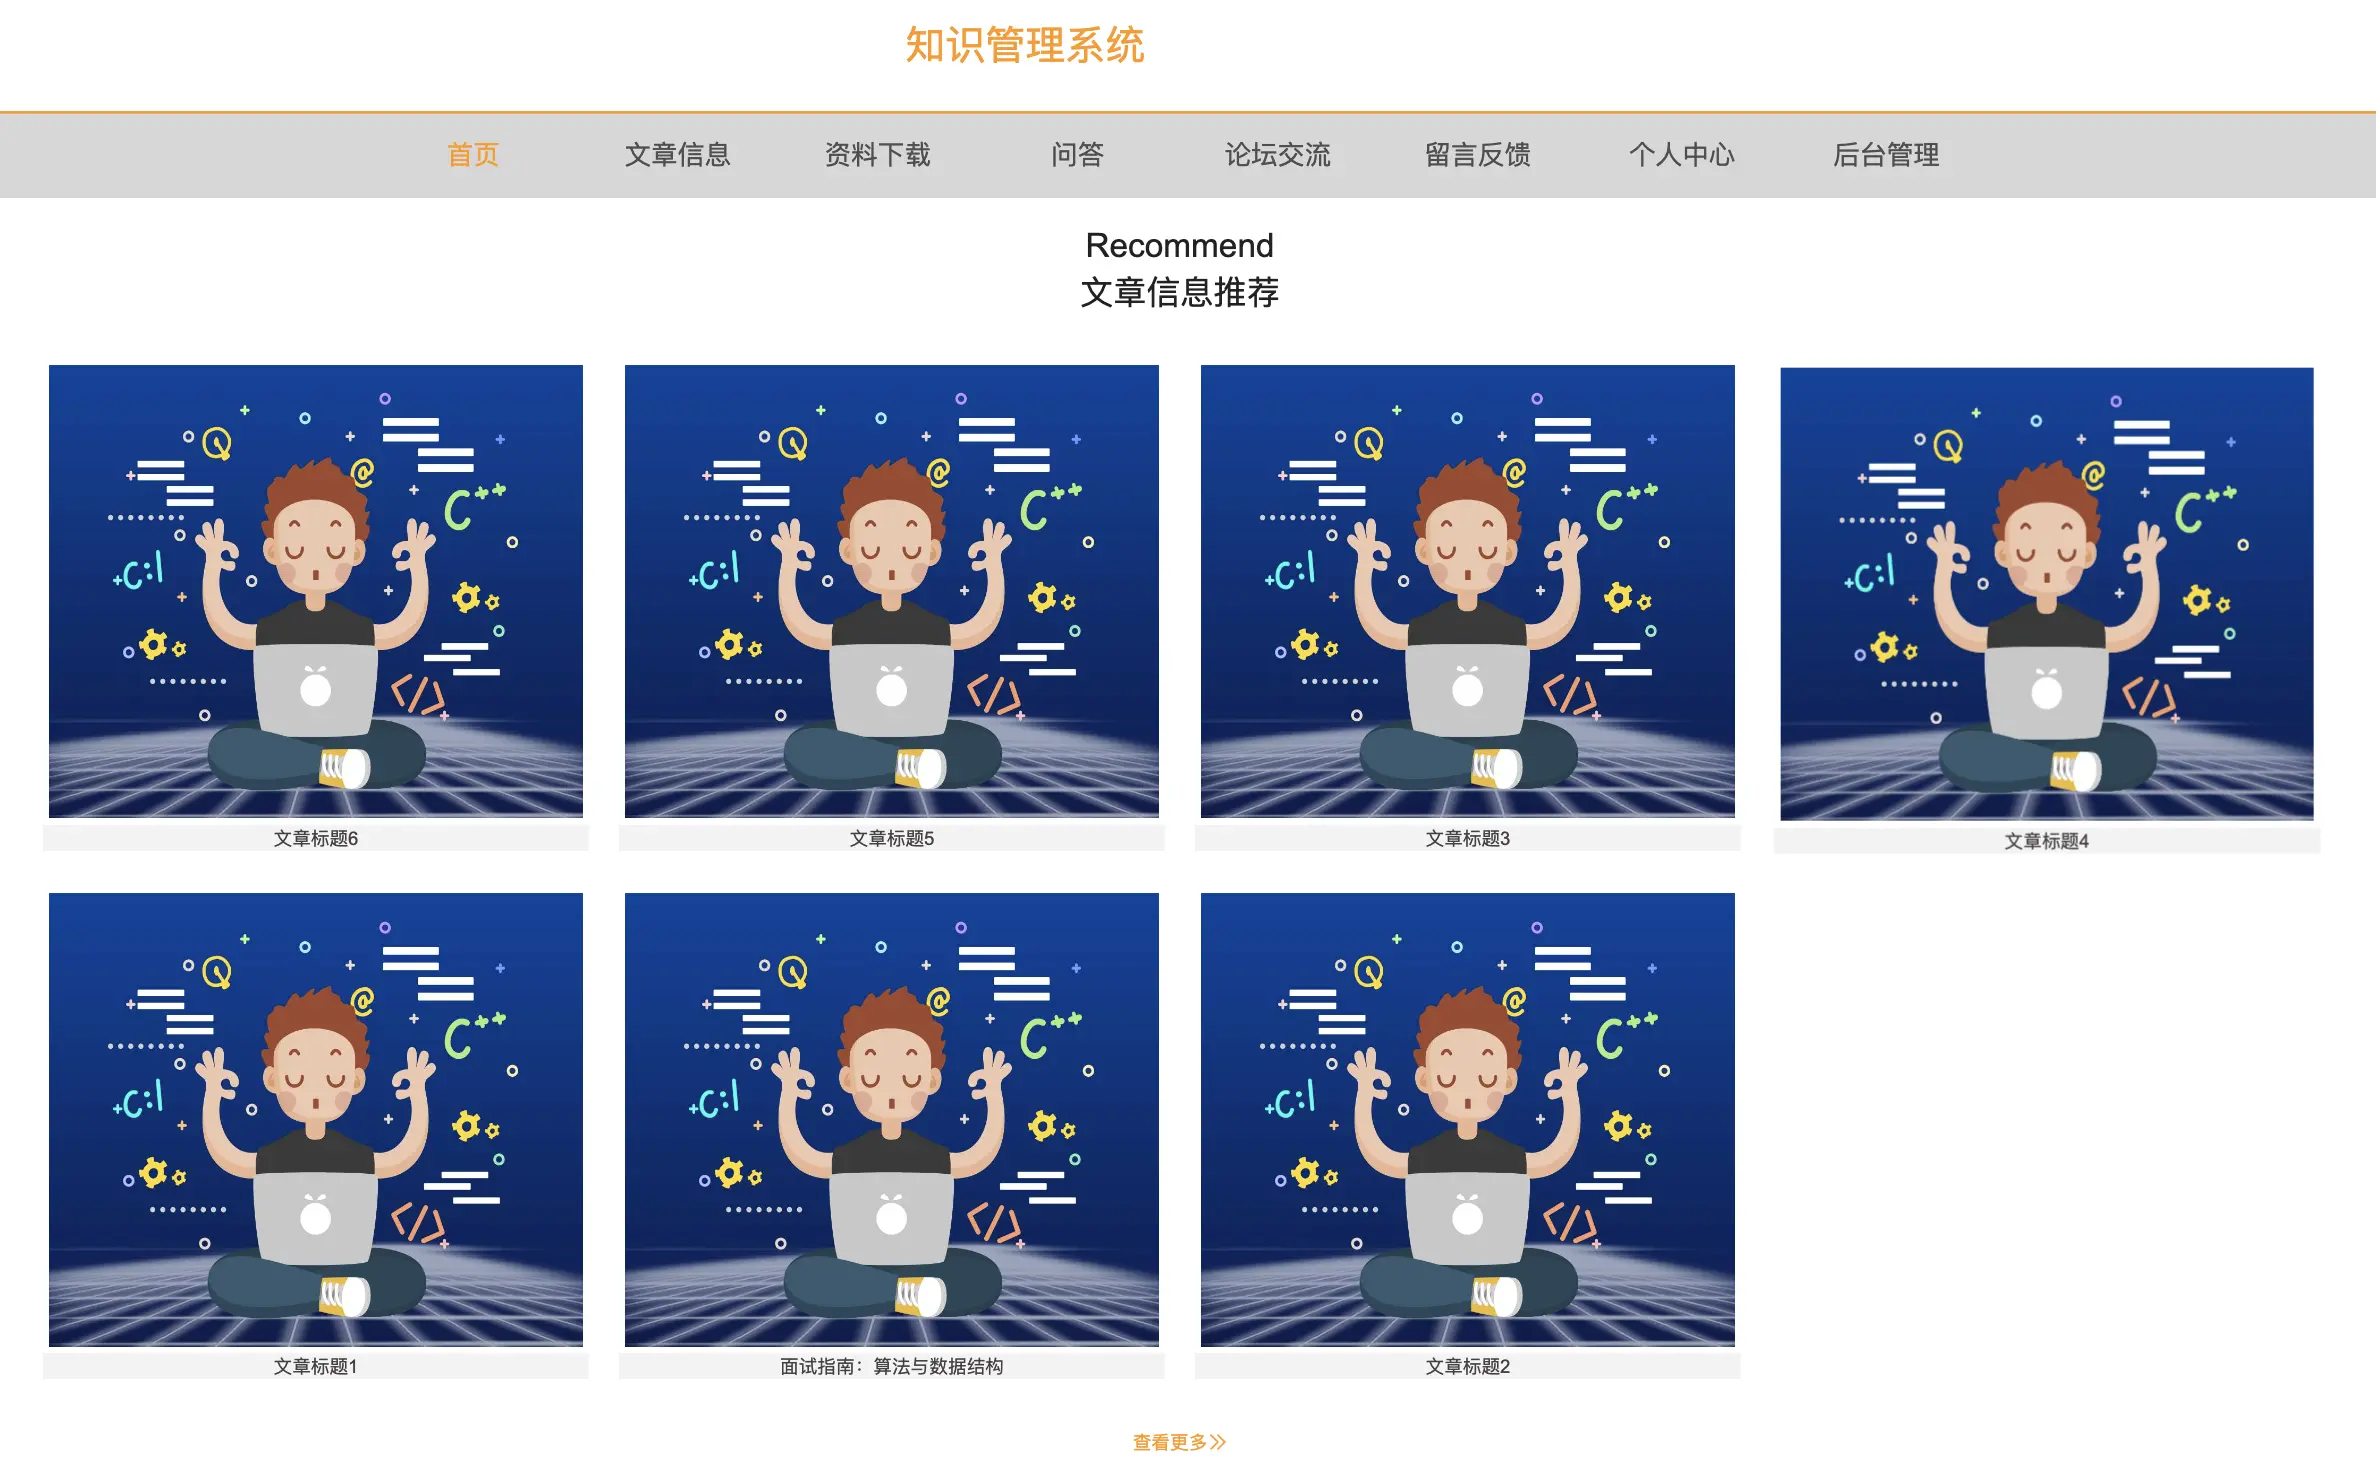 知识管理系统
首页 文章信息 资料下载 问答 论坛交流 留言反馈 个人中心 后台管理
Recommend
文章信息推荐
@ C++ C:\ </>
@ C++ C:\ </>
@ C++ C:\ </>
@ C++ C:\ </>
文章标题6 文章标题5 文章标题3 文章标题4
@ C++ C:\ </>
@ C++ C:\ </>
@ C++ C:\ </>
文章标题1 面试指南：算法与数据结构 文章标题2
查看更多